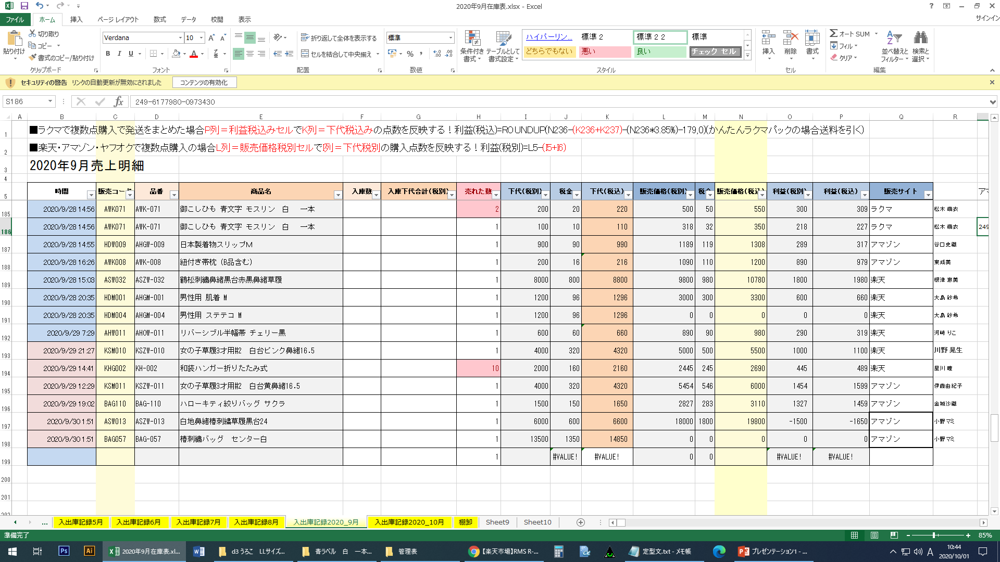 2020年9月在庫表.xlsx - Excel
ファイル ホーム 挿入 ページ レイアウト 数式 データ 校閲 表示 サインイン
貼り付け 切り取り コピー 書式のコピー/貼り付け クリップボード
Verdana 10 B I U フォント
折り返して全体を表示する セルを結合して中央揃え 配置
標準 % 数値
条件付き書式 テーブルとして書式設定
ハイパーリン... 標準 2 標準 2 2 標準
どちらでもない 悪い 良い チェック セル
スタイル
挿入 削除 書式 セル
オート SUM フィル クリア 並べ替えとフィルター 検索と選択 編集
セキュリティの警告 リンクの自動更新が無効にされました コンテンツの有効化
S186 fx 249-6177980-0973430
A B C D E F G H I J K L M N O P Q R
1 ■ラクマで複数点購入で発送をまとめた場合P列＝利益税込みセルでK列＝下代税込みの点数を反映する！利益(税込)=ROUNDUP(N236-(K236+K237)-(N236*3.85%)-179,0)(かんたんラクマパックの場合送料を引く)
2 ■楽天・アマゾン・ヤフオクで複数点購入の場合L列＝販売価格税別セルでI列＝下代税別の購入点数を反映する！利益(税別)=L5-(I5+I6)
3 2020年9月売上明細
4
5 時間 販売コード 品番 商品名 入庫数 入庫下代合計(税別) 売れた数 下代(税別) 税金 下代(税込) 販売価格(税別) 税金 販売価格(税込) 利益(税別) 利益(税込) 販売サイト アマ
185 2020/9/28 14:56 AWK071 AWK-071 御こしひも 青文字 モスリン 白 一本 2 200 20 220 500 50 550 300 309 ラクマ 松木 萌衣
186 2020/9/28 14:56 AWK071 AWK-071 御こしひも 青文字 モスリン 白 一本 1 100 10 110 318 32 350 218 227 ラクマ 松木 萌衣 249
187 2020/9/28 14:55 HDW009 AHGW-009 日本製着物スリップM 1 900 90 990 1189 119 1308 289 317 アマゾン 谷口史織
188 2020/9/28 16:26 AWK008 AWK-008 紐付き帯枕（B品含む） 1 200 16 216 1090 110 1200 890 979 アマゾン 東成美
189 2020/9/28 15:03 ASW032 ASZW-032 鶴松刺繍鼻緒黒台赤黒鼻緒草履 1 8000 800 8800 9800 980 10780 1800 1980 楽天 根津 恵美
190 2020/9/28 20:35 HDM001 AHGM-001 男性用 肌着 M 1 1200 96 1296 3000 300 3300 600 660 楽天 大島 紗希
191 2020/9/28 20:35 HDM004 AHGM-004 男性用 ステテコ M 1 1200 96 1296 0 0 0 0 0 楽天 大島 紗希
192 2020/9/29 7:29 AHW011 AHOW-011 リバーシブル半幅帯 チェリー黒 1 600 60 660 890 90 980 290 319 楽天 河崎 りこ
193 2020/9/29 21:27 KSM010 KSZW-010 女の子草履3才用#2 白台ピンク鼻緒16.5 1 4000 320 4320 5000 500 5500 1000 1100 楽天 川野 晃生
194 2020/9/29 14:41 KHG002 KH-002 和装ハンガー折りたたみ式 10 2000 160 2160 2445 245 2690 445 489 楽天 星川 瞳
195 2020/9/29 12:29 KSM011 KSZW-011 女の子草履3才用#2 白台黄鼻緒16.5 1 4000 320 4320 5454 546 6000 1454 1599 アマゾン 伊藤由紀子
196 2020/9/29 19:02 BAG110 BAG-110 ハローキティ絞りバッグ サクラ 1 1500 150 1650 2827 283 3110 1327 1459 アマゾン 金城沙織
197 2020/9/30 1:51 ASW013 ASZW-013 白地鼻緒椿刺繍草履黒台24 1 6000 600 6600 18000 1800 19800 -1500 -1650 アマゾン 小野マミ
198 2020/9/30 1:51 BAG057 BAG-057 椿刺繍バッグ センター白 1 13500 1350 14850 0 0 0 0 0 アマゾン 小野マミ
199 1 #VALUE! #VALUE! 0 0 #VALUE! #VALUE!
200
201
202
... 入出庫記録5月 入出庫記録6月 入出庫記録7月 入出庫記録8月 入出庫記録2020_9月 入出庫記録2020_10月 棚卸 Sheet9 Sheet10
準備完了 85%
Ps Ai 2020年9月在庫表.xl... d3 うろこ LLサイズ... 青ラベル 白 一本... 管理表 【楽天市場】RMS R-... 定型文.txt - メモ帳 プレゼンテーション1 - ... A 10:44
2020/10/01